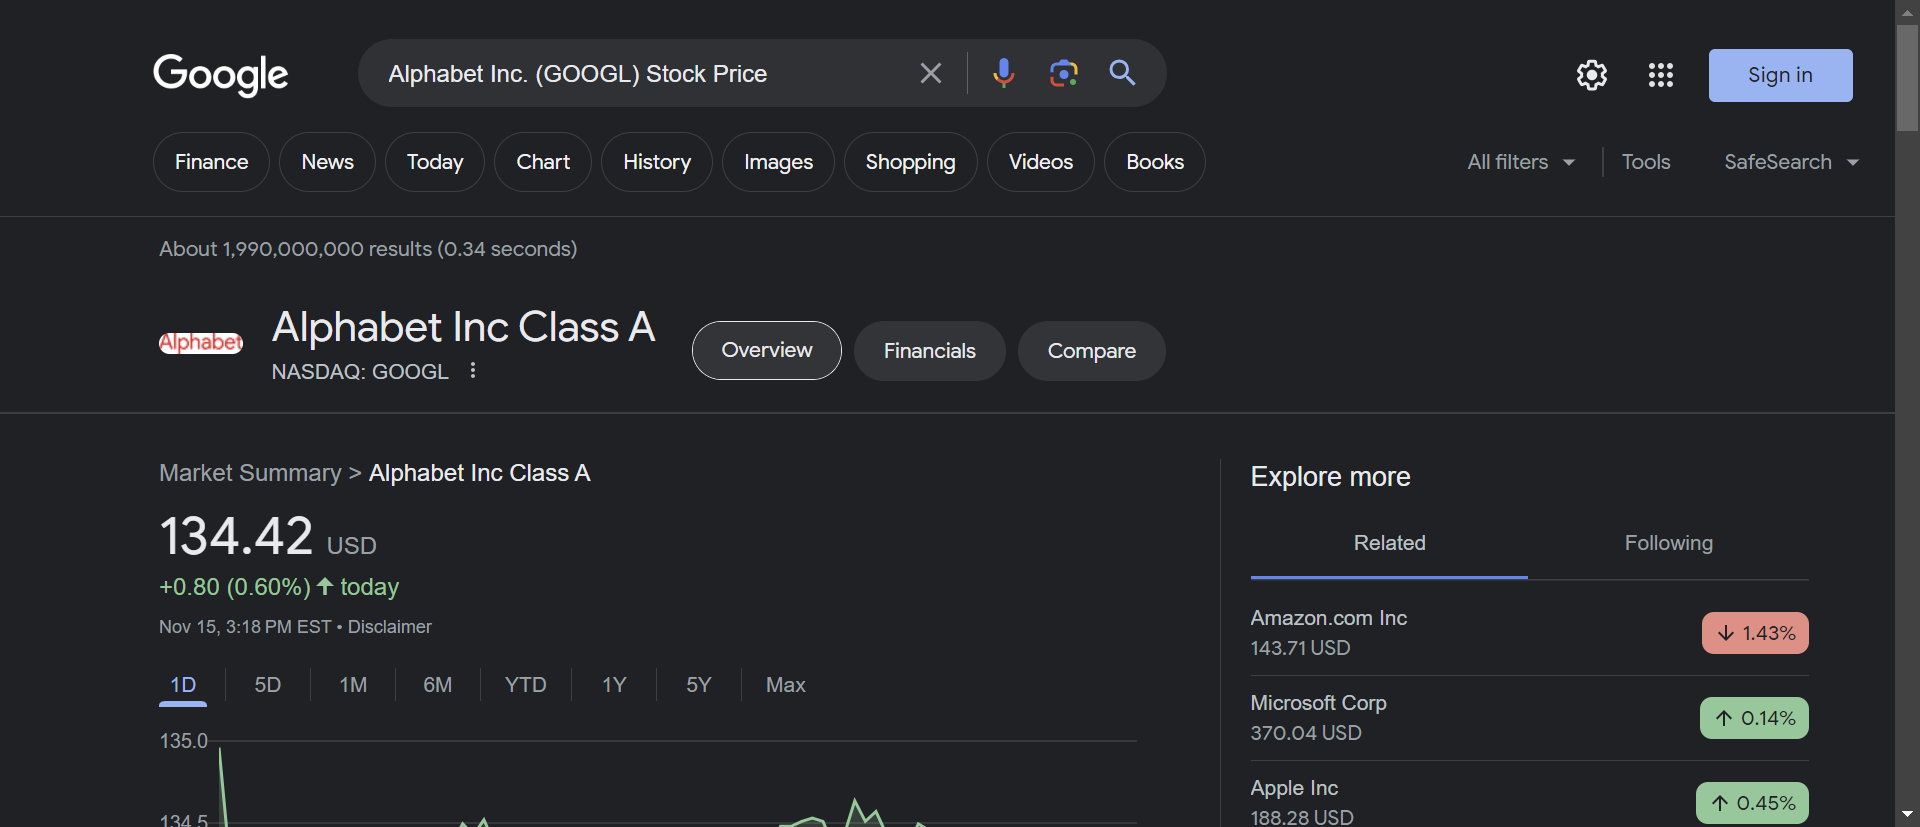 Google
Alphabet Inc. (GOOGL) Stock Price
Sign in
Finance News Today Chart History Images Shopping Videos Books
All filters Tools SafeSearch
About 1,990,000,000 results (0.34 seconds)
Alphabet
Alphabet Inc Class A
NASDAQ: GOOGL
Overview Financials Compare
Market Summary > Alphabet Inc Class A
134.42 USD
+0.80 (0.60%) today
Nov 15, 3:18 PM EST • Disclaimer
1D 5D 1M 6M YTD 1Y 5Y Max
135.0
134.5
Explore more
Related Following
Amazon.com Inc
143.71 USD
1.43%
Microsoft Corp
370.04 USD
0.14%
Apple Inc
188.28 USD
0.45%